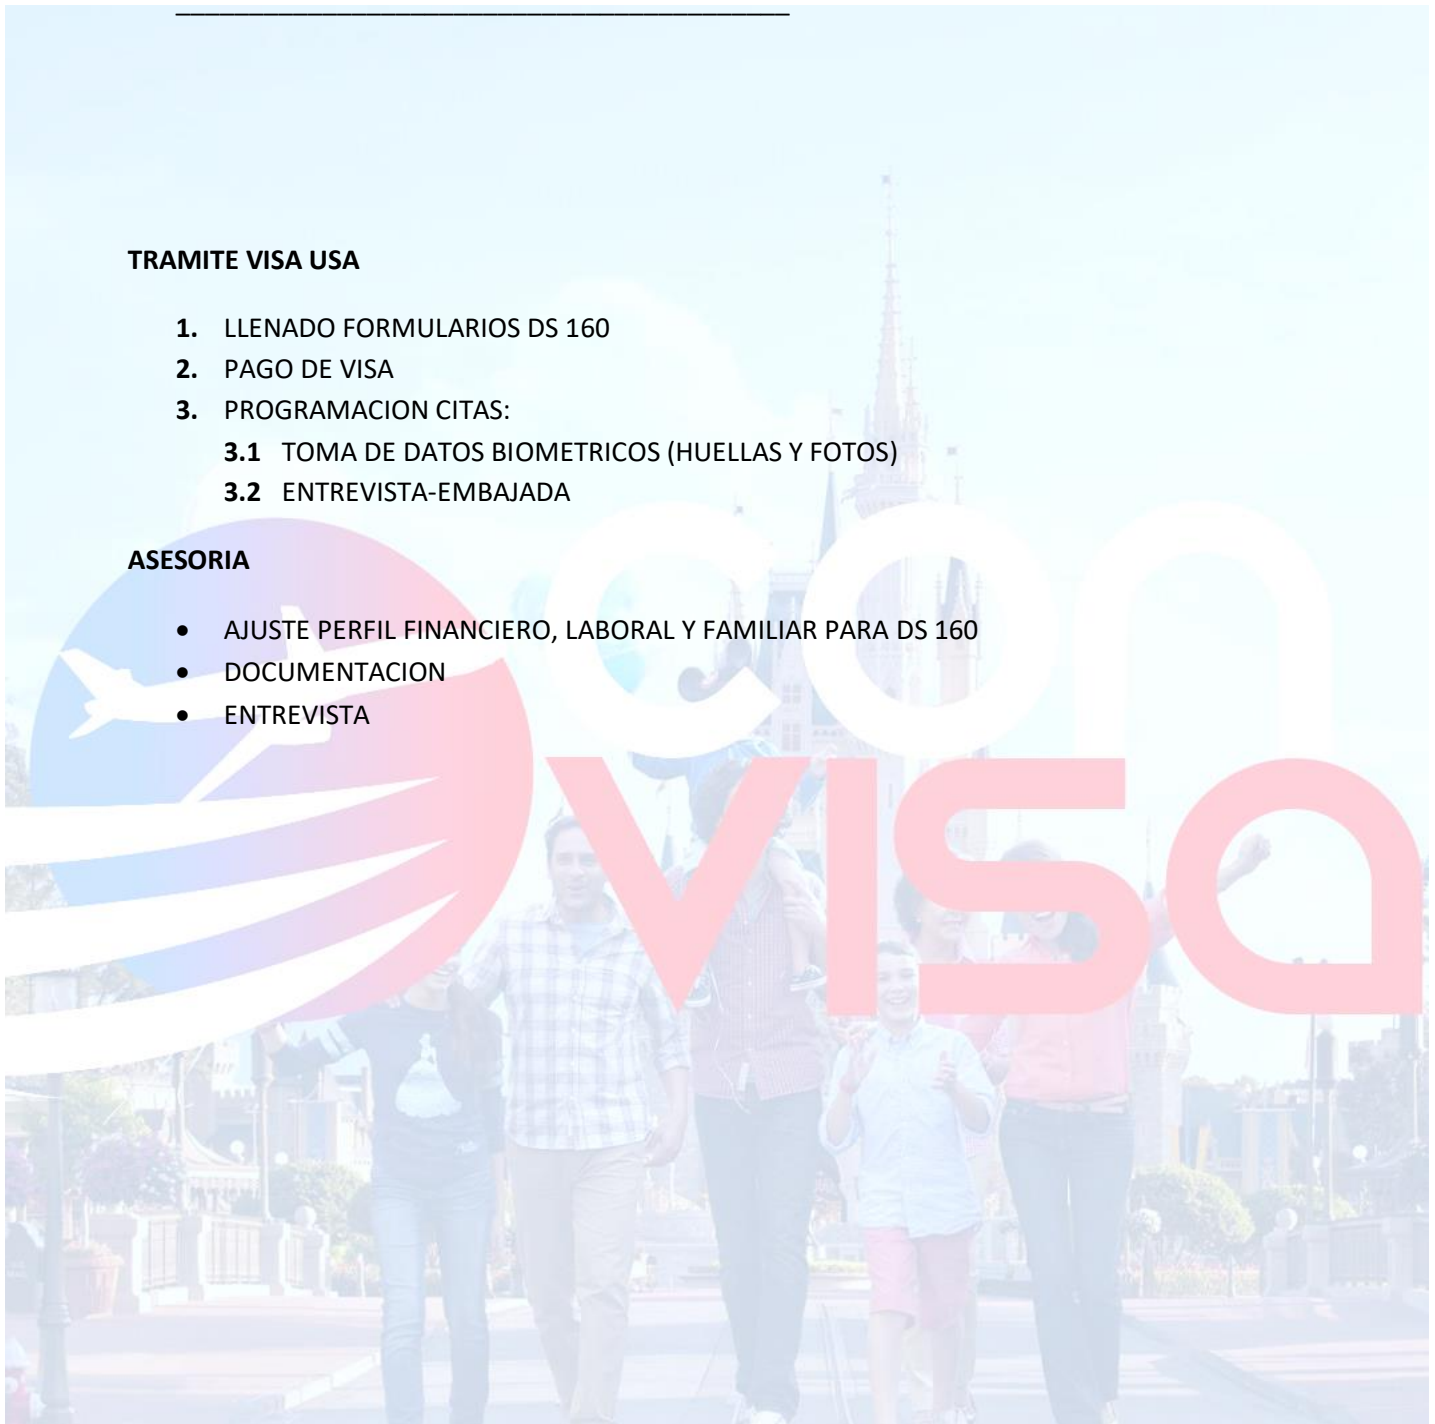 TRAMITE VISA USA
1. LLENADO FORMULARIOS DS 160
2. PAGO DE VISA
3. PROGRAMACION CITAS:
3.1 TOMA DE DATOS BIOMETRICOS (HUELLAS Y FOTOS)
3.2 ENTREVISTA-EMBAJADA
ASESORIA
• AJUSTE PERFIL FINANCIERO, LABORAL Y FAMILIAR PARA DS 160
• DOCUMENTACION
• ENTREVISTA
con
VISA